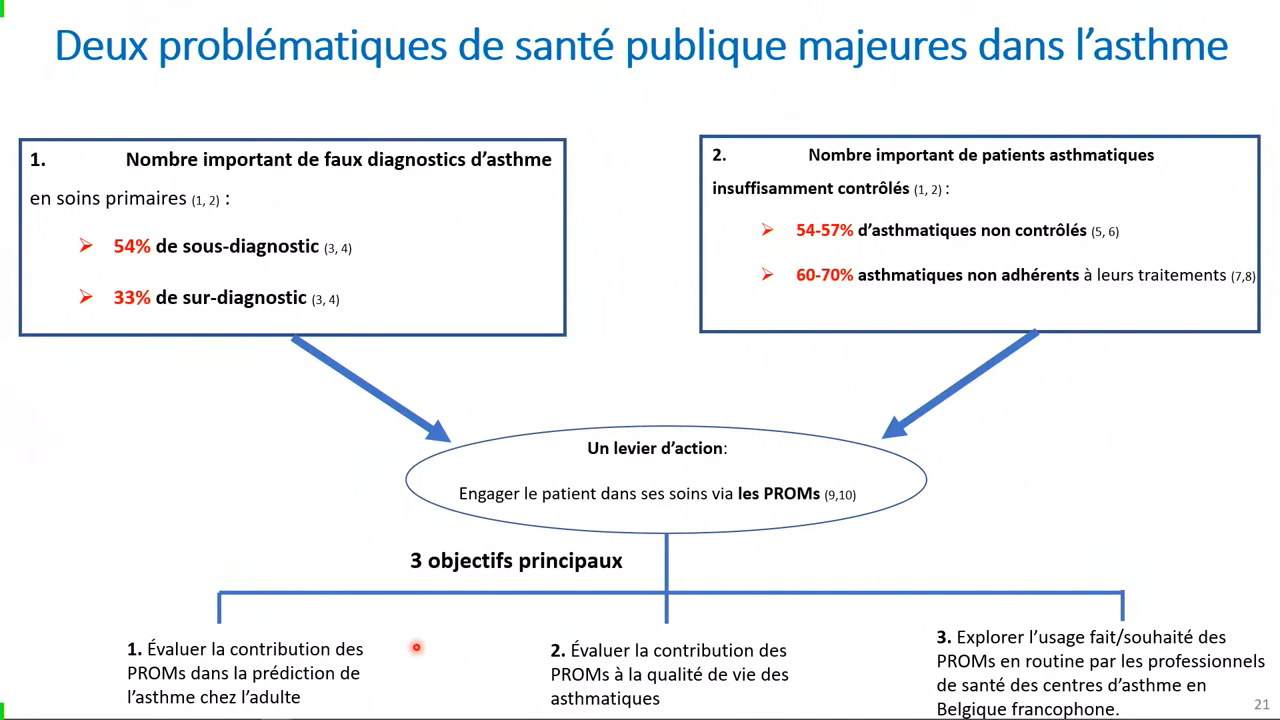 Deux problématiques de santé publique majeures dans l’asthme
1. Nombre important de faux diagnostics d’asthme
en soins primaires (1, 2) :
54% de sous-diagnostic (3, 4)
33% de sur-diagnostic (3, 4)
2. Nombre important de patients asthmatiques
insuffisamment contrôlés (1, 2) :
54-57% d’asthmatiques non contrôlés (5, 6)
60-70% asthmatiques non adhérents à leurs traitements (7,8)
Un levier d’action:
Engager le patient dans ses soins via les PROMs (9,10)
3 objectifs principaux
1. Évaluer la contribution des
PROMs dans la prédiction de
l’asthme chez l’adulte
2. Évaluer la contribution des
PROMs à la qualité de vie des
asthmatiques
3. Explorer l’usage fait/souhaité des
PROMs en routine par les professionnels
de santé des centres d’asthme en
Belgique francophone.
21